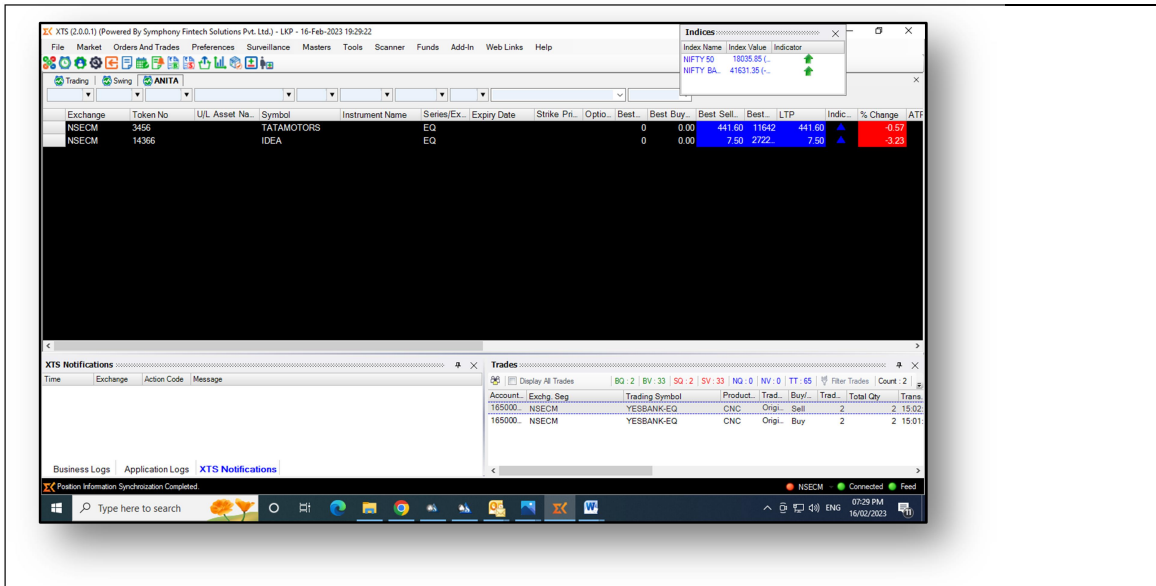 XTS (2.0.0.1) (Powered By Symphony Fintech Solutions Pvt. Ltd.) - LKP - 16-Feb-2023 19:29:22
File Market Orders And Trades Preferences Surveillance Masters Tools Scanner Funds Add-In Web Links Help
Indices
Index Name Index Value Indicator
NIFTY 50 18035.85 (..
NIFTY BA.. 41631.35 (-..
Trading Swing ANITA
Exchange Token No U/L Asset Na.. Symbol Instrument Name Series/Ex.. Expiry Date Strike Pri.. Optio.. Best.. Best Buy.. Best Sell.. Best.. LTP Indic.. % Change ATP
NSECM 3456 TATAMOTORS EQ 0 0.00 441.60 11642 441.60 -0.57
NSECM 14366 IDEA EQ 0 0.00 7.50 2722.. 7.50 -3.23
XTS Notifications
Time Exchange Action Code Message
Trades
Display All Trades BQ : 2 BV : 33 SQ : 2 SV : 33 NQ : 0 NV : 0 TT : 65 Filter Trades Count : 2
Account.. Exchg. Seg Trading Symbol Product.. Trad.. Buy/.. Trad.. Total Qty Trans.
165000.. NSECM YESBANK-EQ CNC Origi.. Sell 2 2 15:02:
165000.. NSECM YESBANK-EQ CNC Origi.. Buy 2 2 15:01:
Business Logs Application Logs XTS Notifications
Position Information Synchroization Completed. NSECM - Connected Feed
Type here to search ENG 07:29 PM
16/02/2023